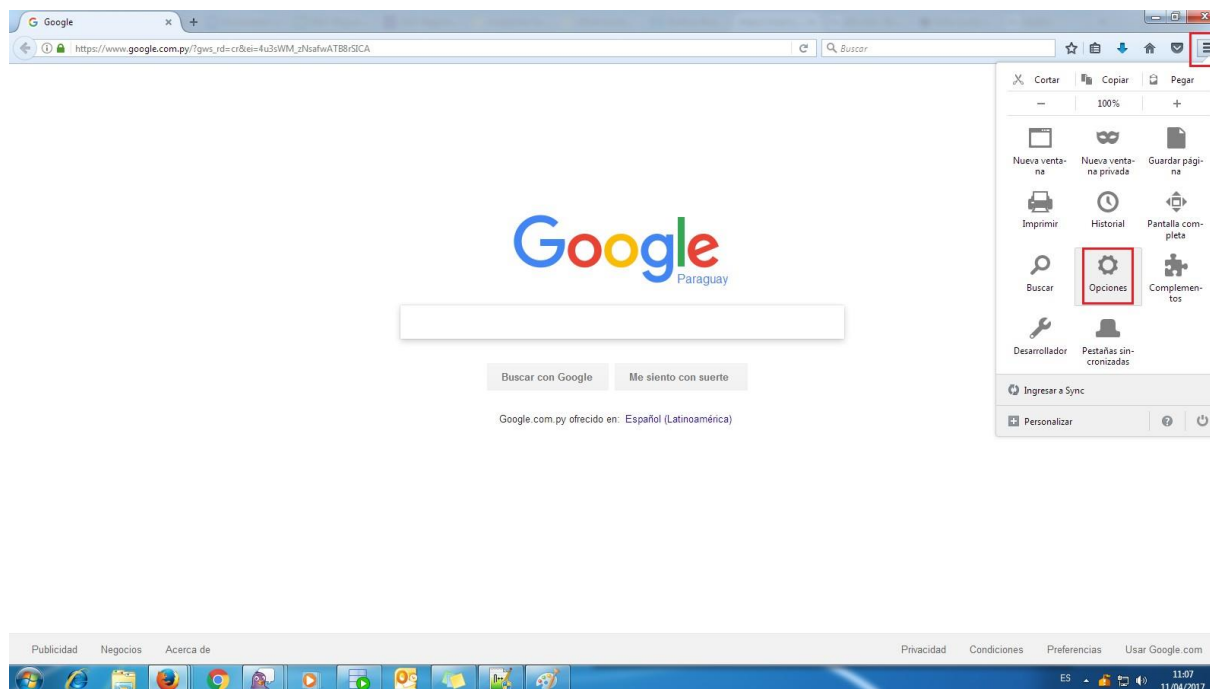 Google
https://www.google.com.py/?gws_rd=cr&ei=4u3sWM_zNsafwATB8rSICA
Buscar
Cortar Copiar Pegar
− 100% +
Nueva venta- Nueva venta- Guardar pági-
na na privada na
Imprimir Historial Pantalla com-
pleta
Google
Paraguay
Buscar Opciones Complemen-
tos
Desarrollador Pestañas sin-
cronizadas
Buscar con Google Me siento con suerte
Ingresar a Sync
Google.com.py ofrecido en: Español (Latinoamérica)
Personalizar
Publicidad Negocios Acerca de Privacidad Condiciones Preferencias Usar Google.com
ES 11:07
11/04/2017